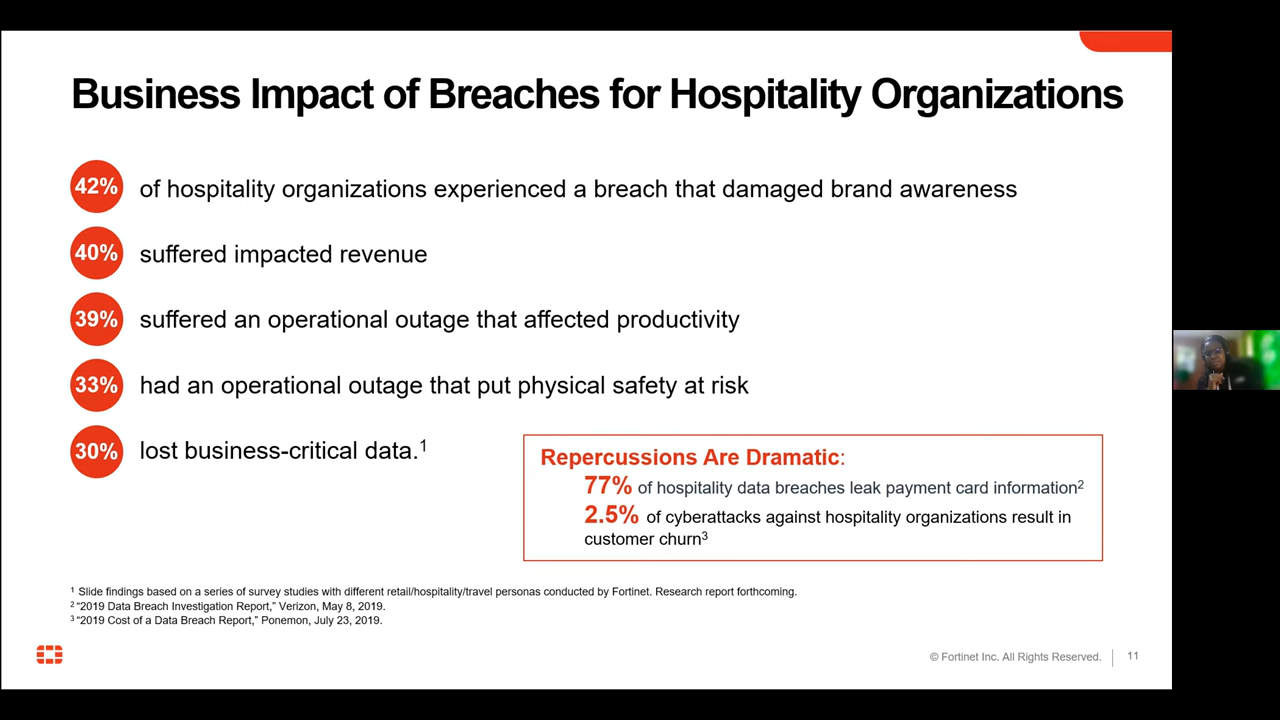 Business Impact of Breaches for Hospitality Organizations
42% of hospitality organizations experienced a breach that damaged brand awareness
40% suffered impacted revenue
39% suffered an operational outage that affected productivity
33% had an operational outage that put physical safety at risk
30% lost business-critical data.¹
Repercussions Are Dramatic:
77% of hospitality data breaches leak payment card information²
2.5% of cyberattacks against hospitality organizations result in
customer churn³
¹ Slide findings based on a series of survey studies with different retail/hospitality/travel personas conducted by Fortinet. Research report forthcoming.
² “2019 Data Breach Investigation Report,” Verizon, May 8, 2019.
³ “2019 Cost of a Data Breach Report,” Ponemon, July 23, 2019.
© Fortinet Inc. All Rights Reserved. 11